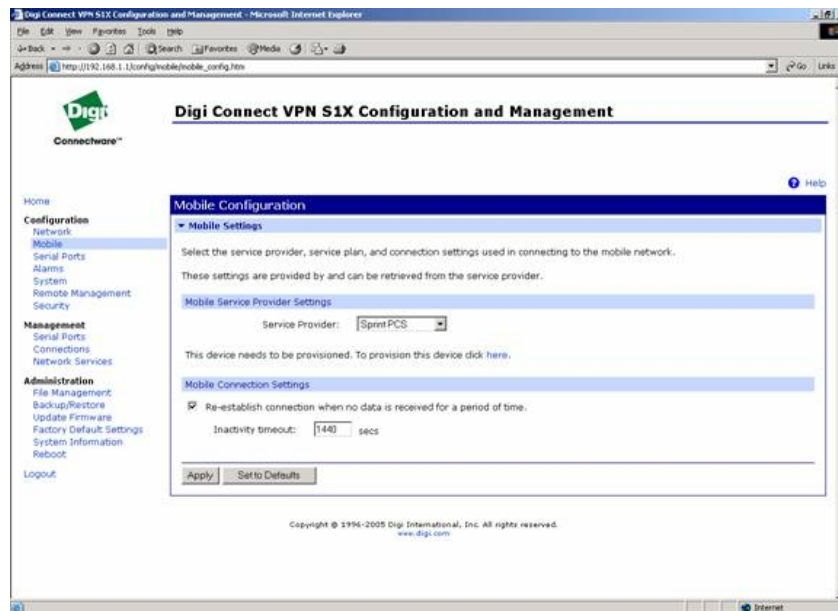 Digi Connect VPN S1X Configuration and Management - Microsoft Internet Explorer
File Edit View Favorites Tools Help
Back Search Favorites Media
Address http://192.168.1.1/config/mobile/mobile_config.htm Go Links
Digi
Connectware™
Digi Connect VPN S1X Configuration and Management
Help
Home
Configuration
Network
Mobile
Serial Ports
Alarms
System
Remote Management
Security
Management
Serial Ports
Connections
Network Services
Administration
File Management
Backup/Restore
Update Firmware
Factory Default Settings
System Information
Reboot
Logout
Mobile Configuration
Mobile Settings
Select the service provider, service plan, and connection settings used in connecting to the mobile network.
These settings are provided by and can be retrieved from the service provider.
Mobile Service Provider Settings
Service Provider: Sprint PCS
This device needs to be provisioned. To provision this device click here.
Mobile Connection Settings
Re-establish connection when no data is received for a period of time.
Inactivity timeout: 1440 secs
Apply Set to Defaults
Copyright © 1996-2005 Digi International, Inc. All rights reserved.
www.digi.com
Internet